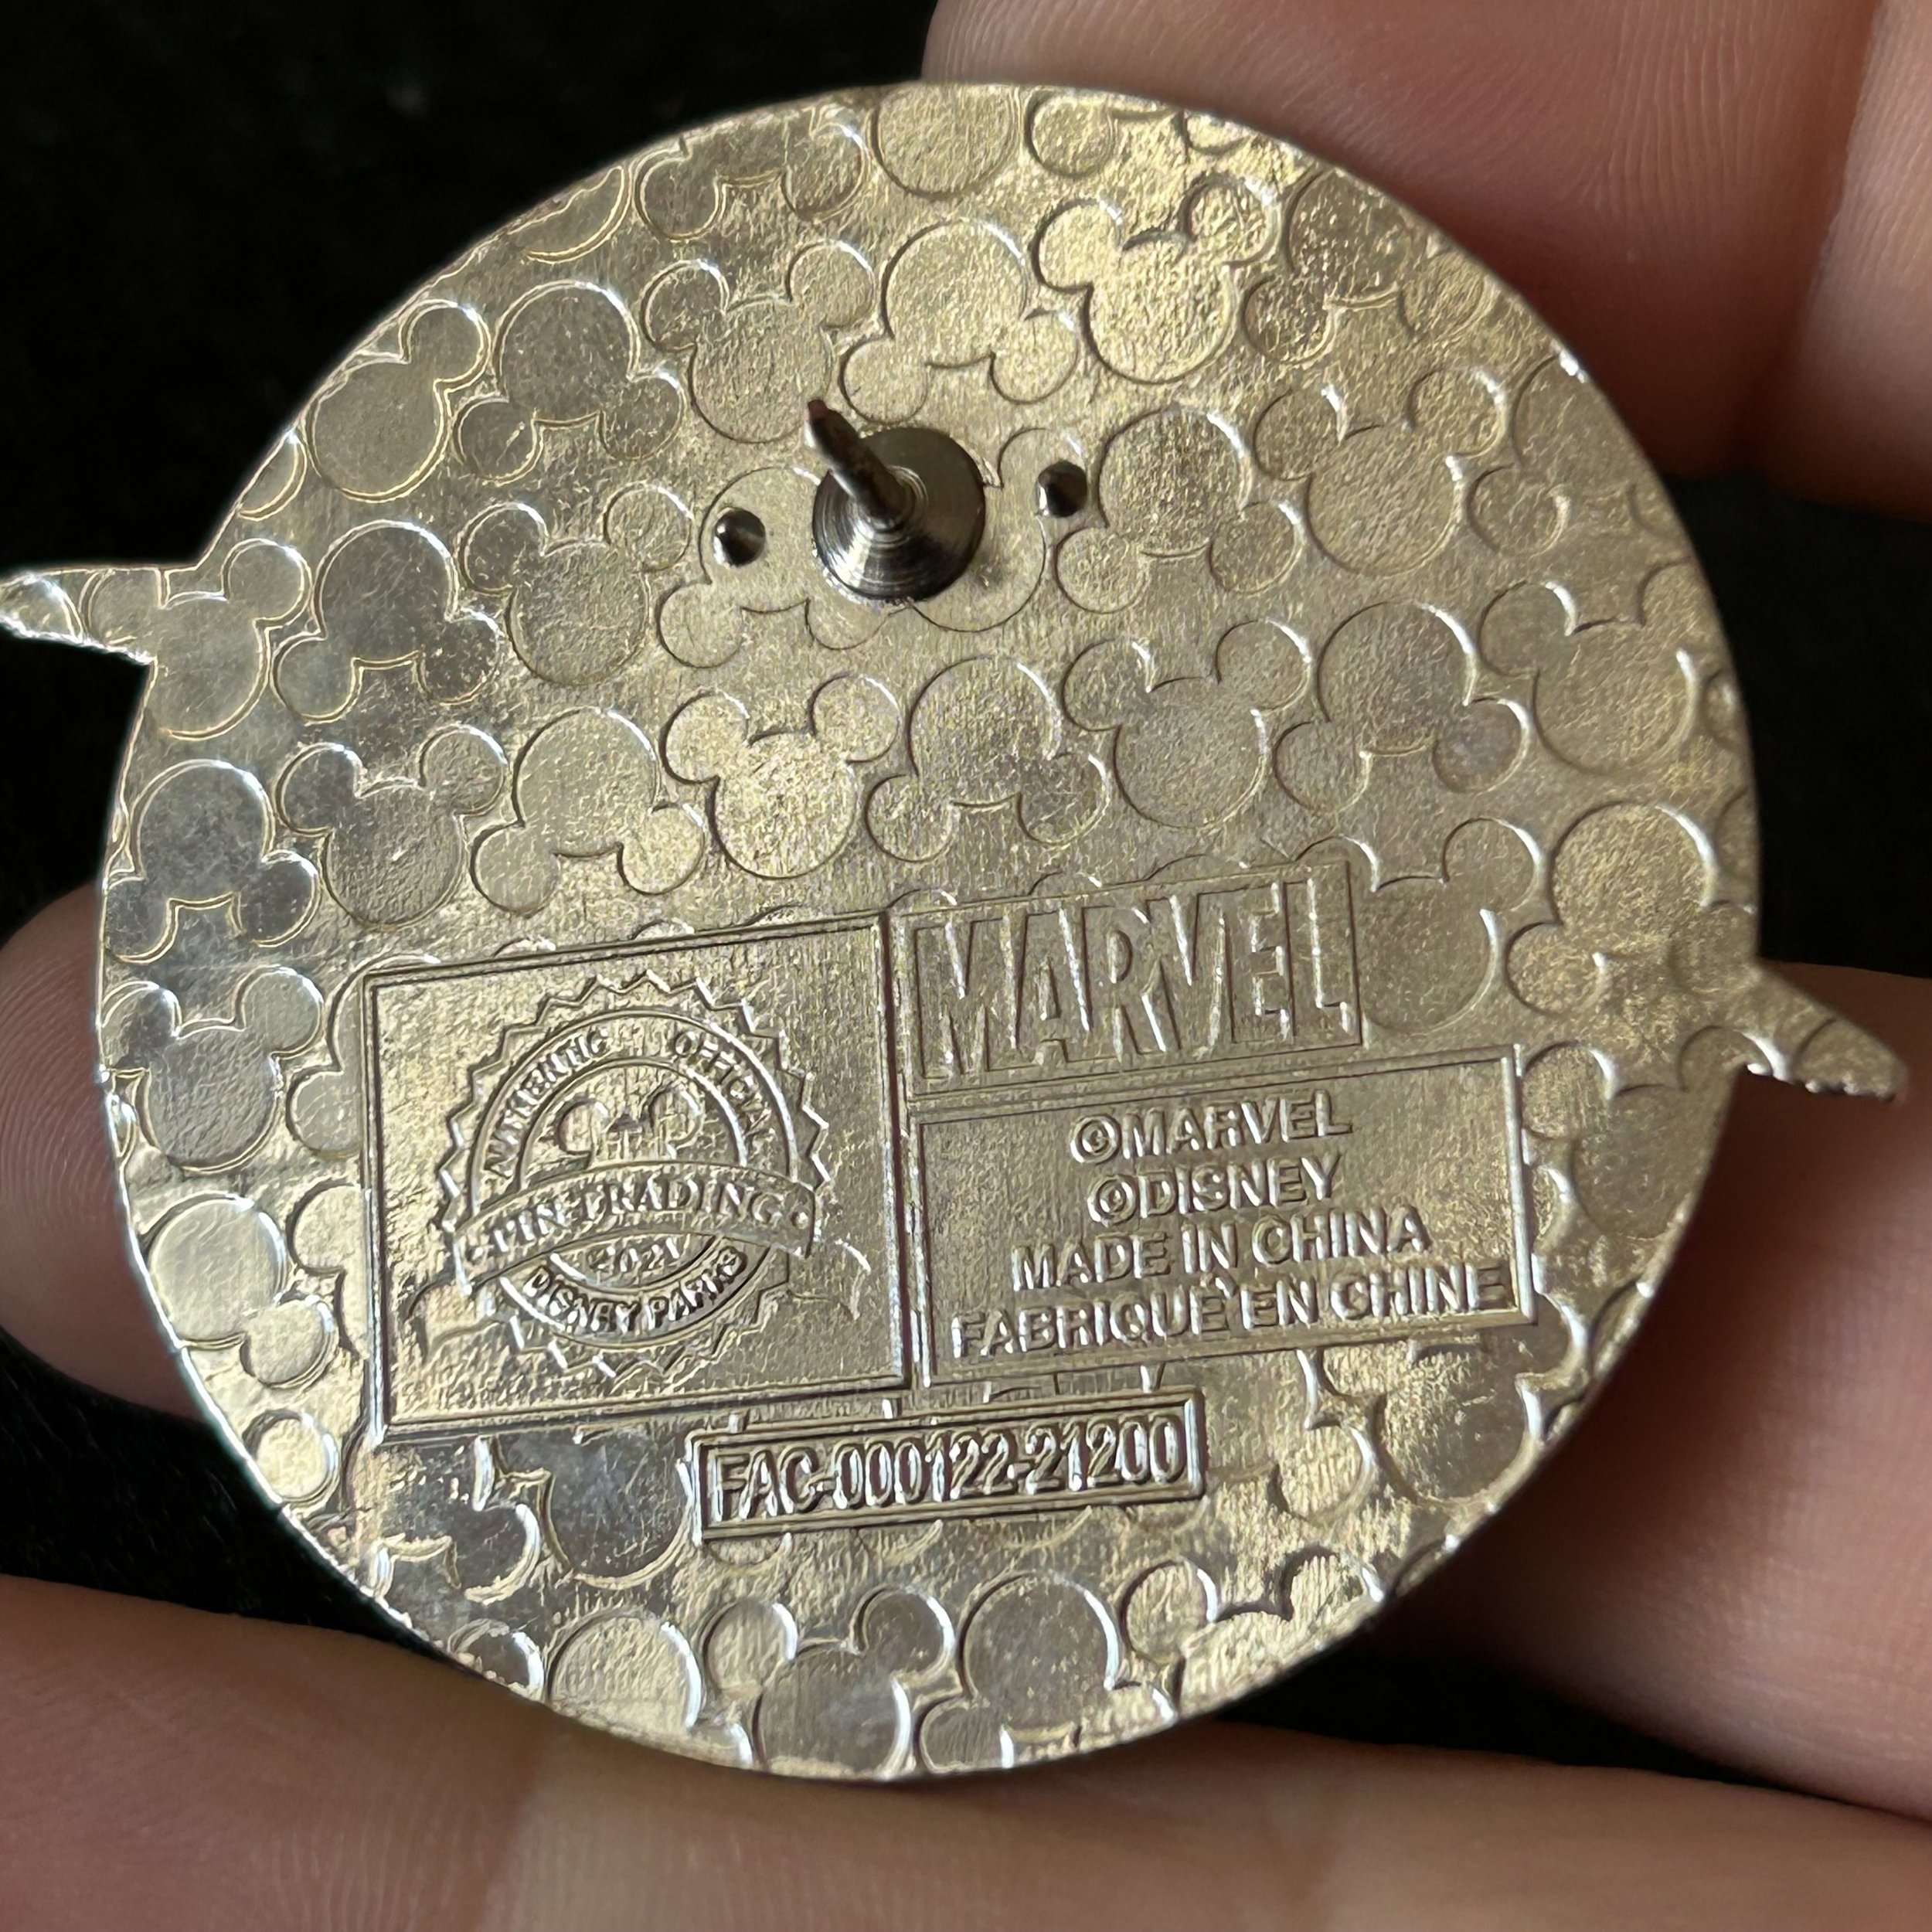 MARVEL
AUTHENTIC OFFICIAL
•PIN TRADING•
2021
DISNEY PARKS
©MARVEL
©DISNEY
MADE IN CHINA
FABRIQUÉ EN CHINE
FAC-000122-21200